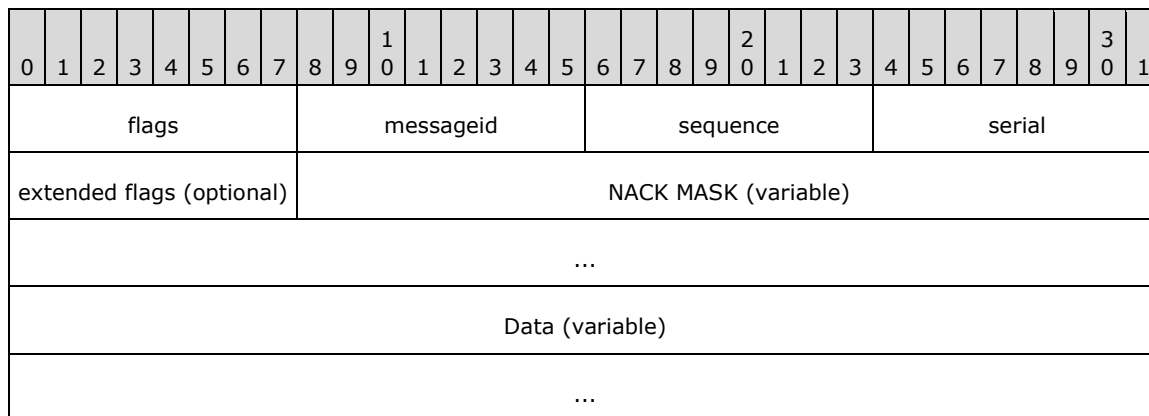 1 2 3
0 1 2 3 4 5 6 7 8 9 0 1 2 3 4 5 6 7 8 9 0 1 2 3 4 5 6 7 8 9 0 1
flags messageid sequence serial
extended flags (optional) NACK MASK (variable)
...
Data (variable)
...